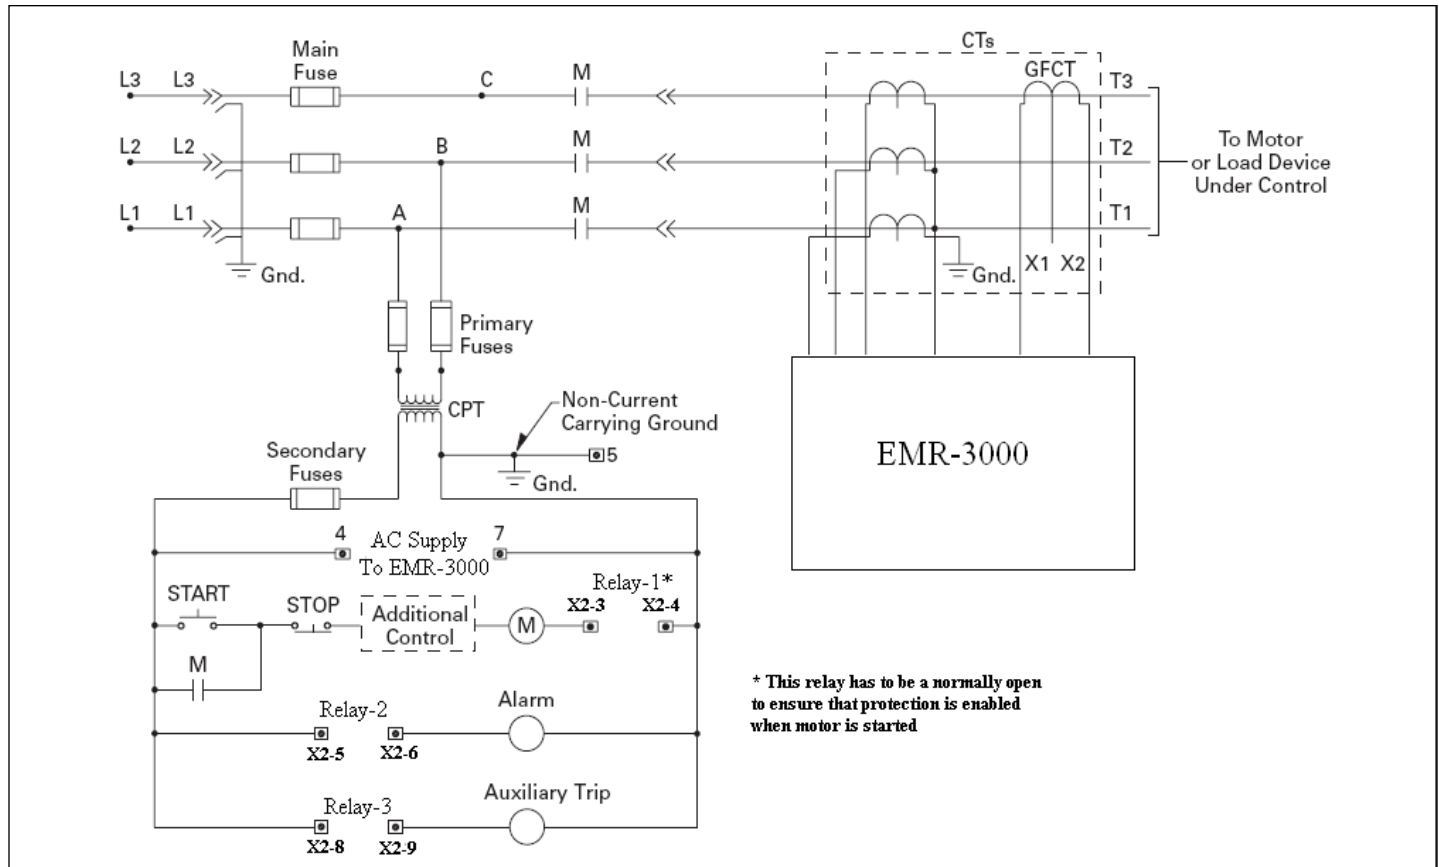 Main
Fuse
CTs
L3 L3
C
M
GFCT
T3
L2 L2
B
M
T2
To Motor
or Load Device
Under Control
L1 L1
A
M
T1
Gnd.
Gnd.
X1 X2
Primary
Fuses
CPT
Non-Current
Carrying Ground
5
Gnd.
EMR-3000
Secondary
Fuses
4
AC Supply
To EMR-3000
7
START
STOP
Additional
Control
M
Relay-1*
X2-3 X2-4
M
* This relay has to be a normally open
to ensure that protection is enabled
when motor is started
Relay-2
X2-5 X2-6
Alarm
Relay-3
X2-8 X2-9
Auxiliary Trip